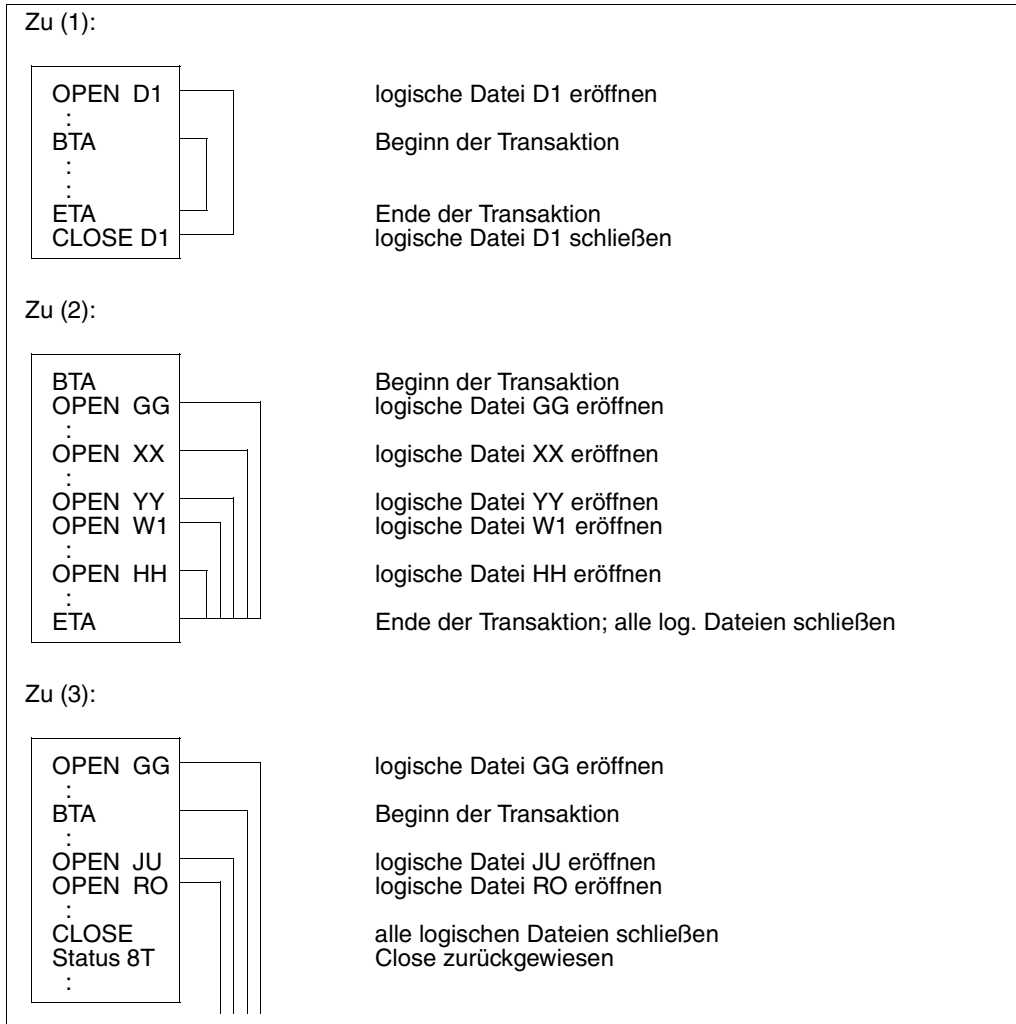 Zu (1):
OPEN D1 logische Datei D1 eröffnen
:
BTA Beginn der Transaktion
:
:
ETA Ende der Transaktion
CLOSE D1 logische Datei D1 schließen
Zu (2):
BTA Beginn der Transaktion
OPEN GG logische Datei GG eröffnen
:
OPEN XX logische Datei XX eröffnen
:
OPEN YY logische Datei YY eröffnen
OPEN W1 logische Datei W1 eröffnen
:
OPEN HH logische Datei HH eröffnen
:
ETA Ende der Transaktion; alle log. Dateien schließen
Zu (3):
OPEN GG logische Datei GG eröffnen
:
BTA Beginn der Transaktion
:
OPEN JU logische Datei JU eröffnen
OPEN RO logische Datei RO eröffnen
:
CLOSE alle logischen Dateien schließen
Status 8T Close zurückgewiesen
: